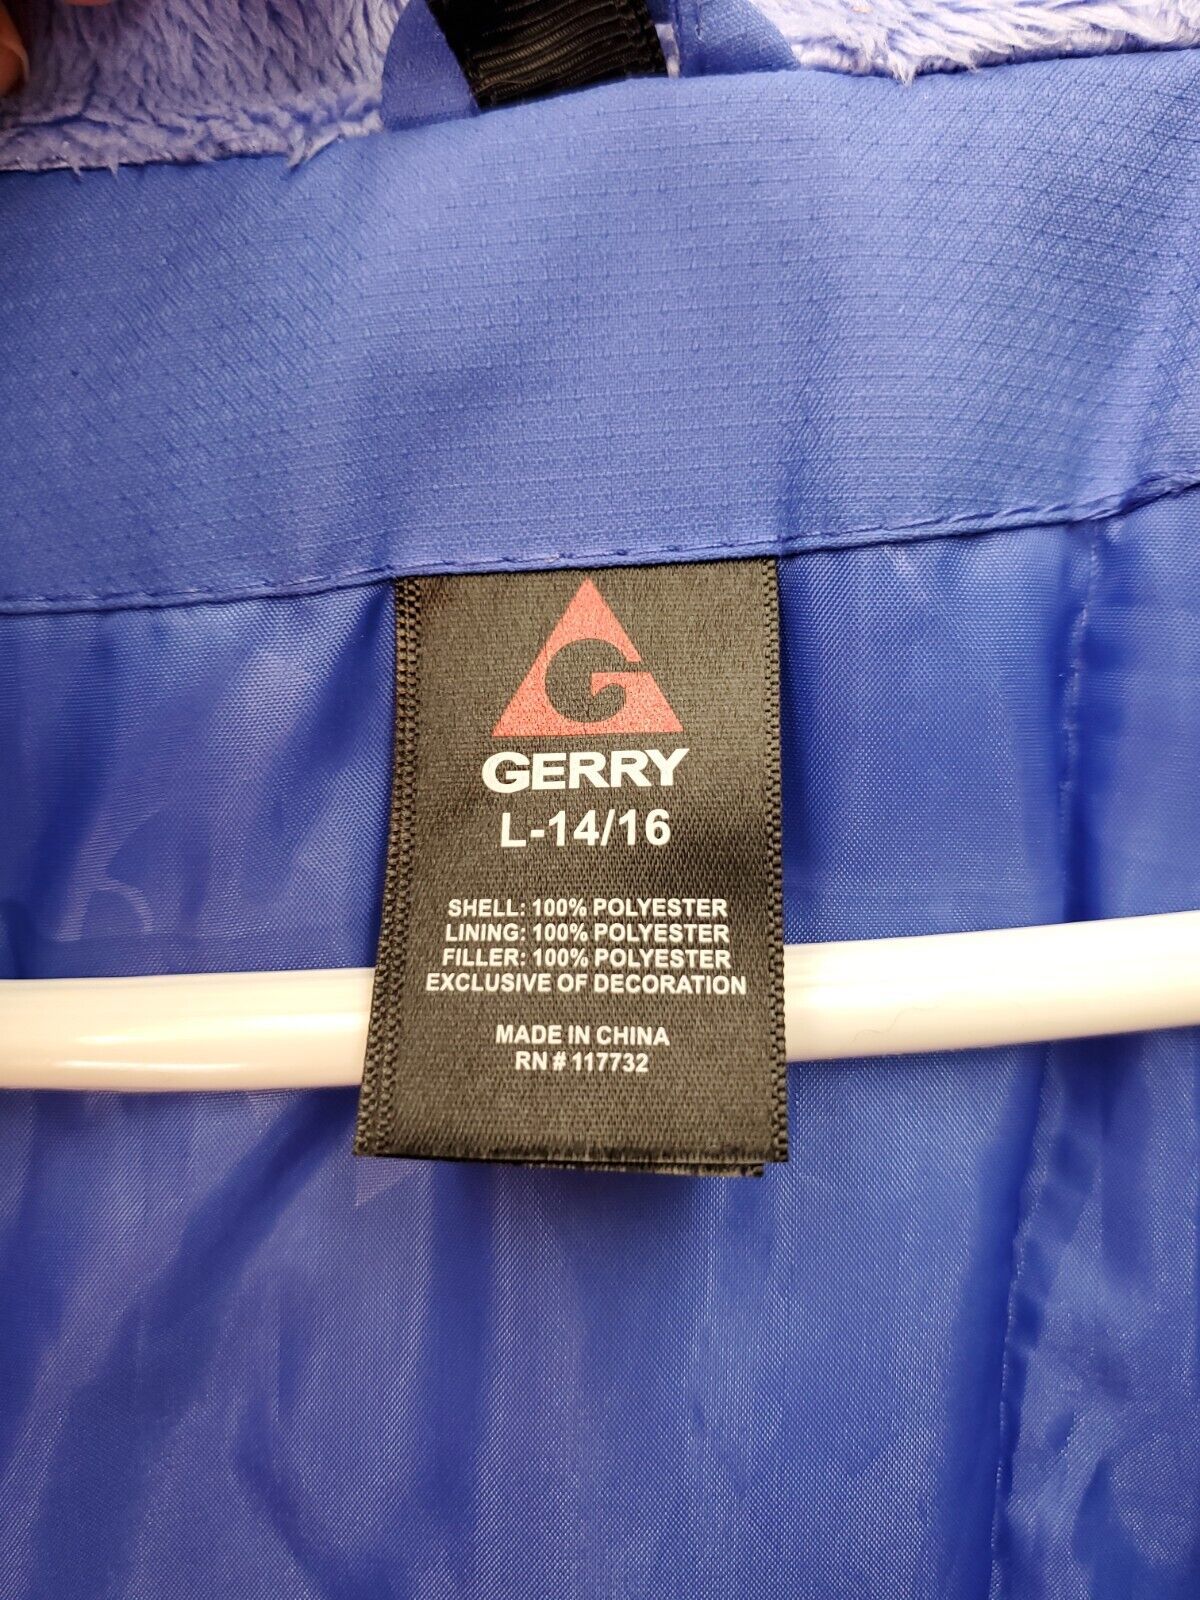 G
GERRY
L-14/16
SHELL: 100% POLYESTER
LINING: 100% POLYESTER
FILLER: 100% POLYESTER
EXCLUSIVE OF DECORATION
MADE IN CHINA
RN # 117732